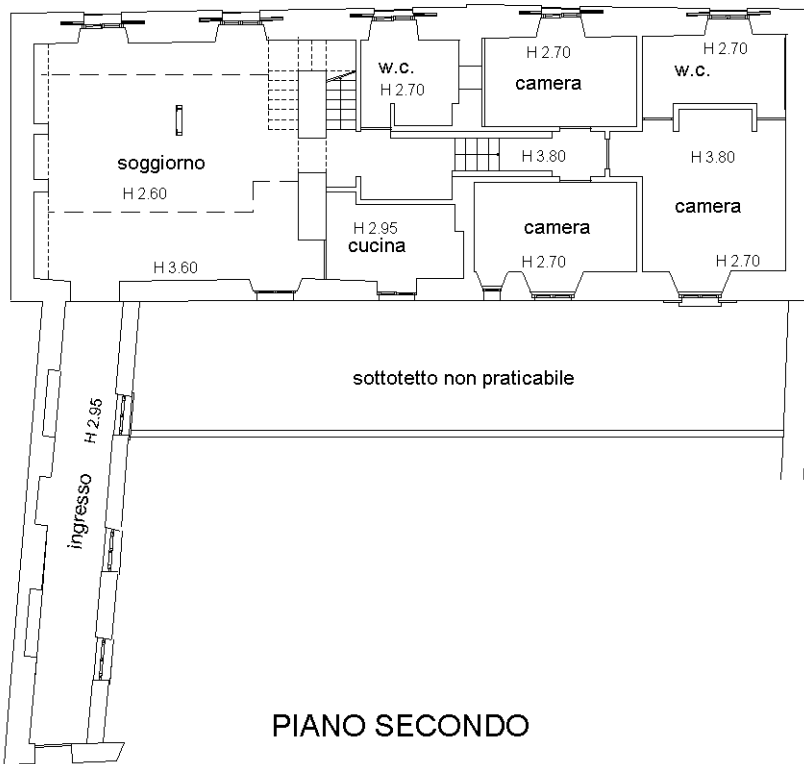 H 2.70
camera
w.c.
H 2.70
H 2.70
w.c.
soggiorno
H 2.60
H 3.60
H 3.80
H 3.80
camera
H 2.70
H 2.95
cucina
camera
H 2.70
sottotetto non praticabile
H 2.95
ingresso
PIANO SECONDO